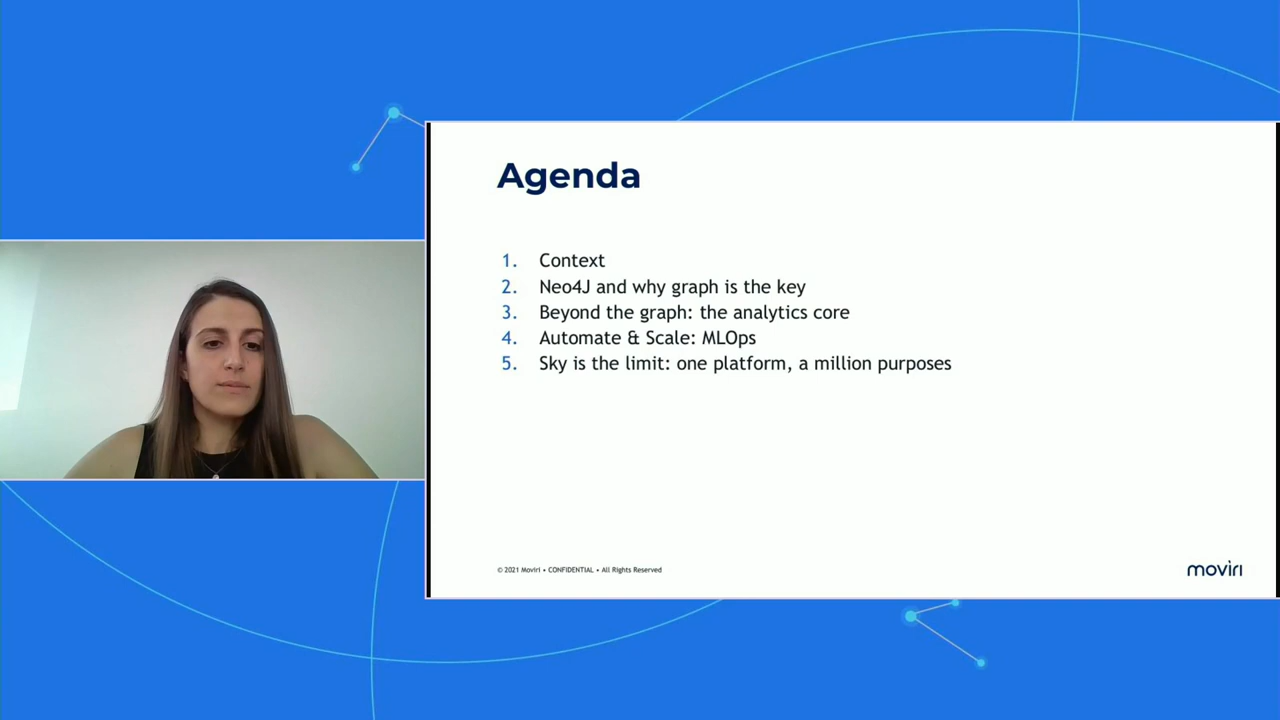 Agenda
1. Context
2. Neo4J and why graph is the key
3. Beyond the graph: the analytics core
4. Automate & Scale: MLOps
5. Sky is the limit: one platform, a million purposes
© 2021 Moviri • CONFIDENTIAL • All Rights Reserved
moviri